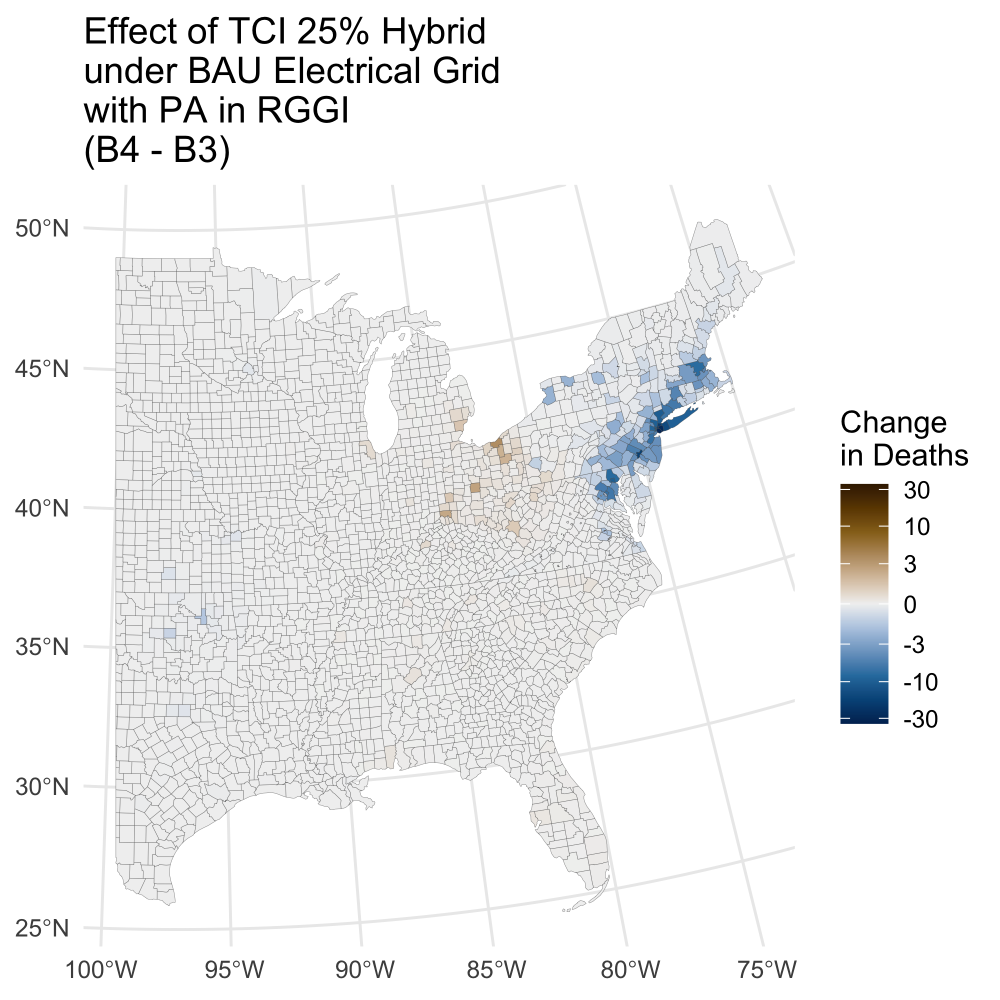 Effect of TCI 25% Hybrid
under BAU Electrical Grid
with PA in RGGI
(B4 - B3)
50°N
45°N
40°N
35°N
30°N
25°N
100°W
95°W
90°W
85°W
80°W
75°W
Change
in Deaths
30
10
3
0
-3
-10
-30